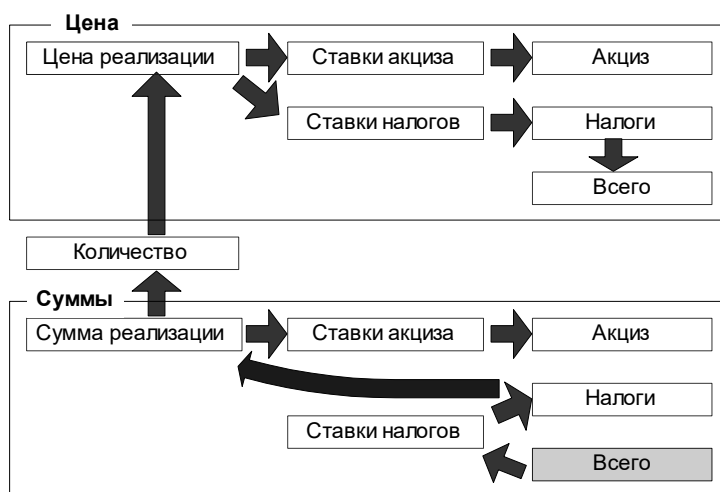 Цена
Цена реализации
Ставки акциза
Акциз
Ставки налогов
Налоги
Всего
Количество
Суммы
Сумма реализации
Ставки акциза
Акциз
Налоги
Ставки налогов
Всего